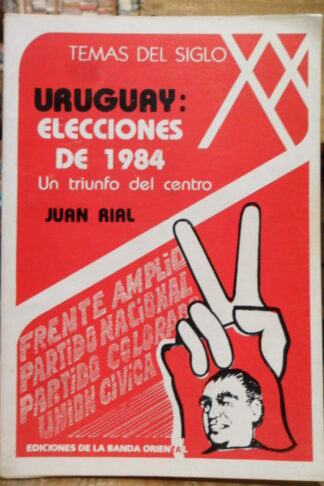 TEMAS DEL SIGLO
XX
URUGUAY:
ELECCIONES
DE 1984
Un triunfo del centro
JUAN RIAL
FRENTE AMPLIO
PARTIDO NACIONAL
PARTIDO COLORAD
UNION CIVICA
EDICIONES DE LA BANDA ORIENTAL